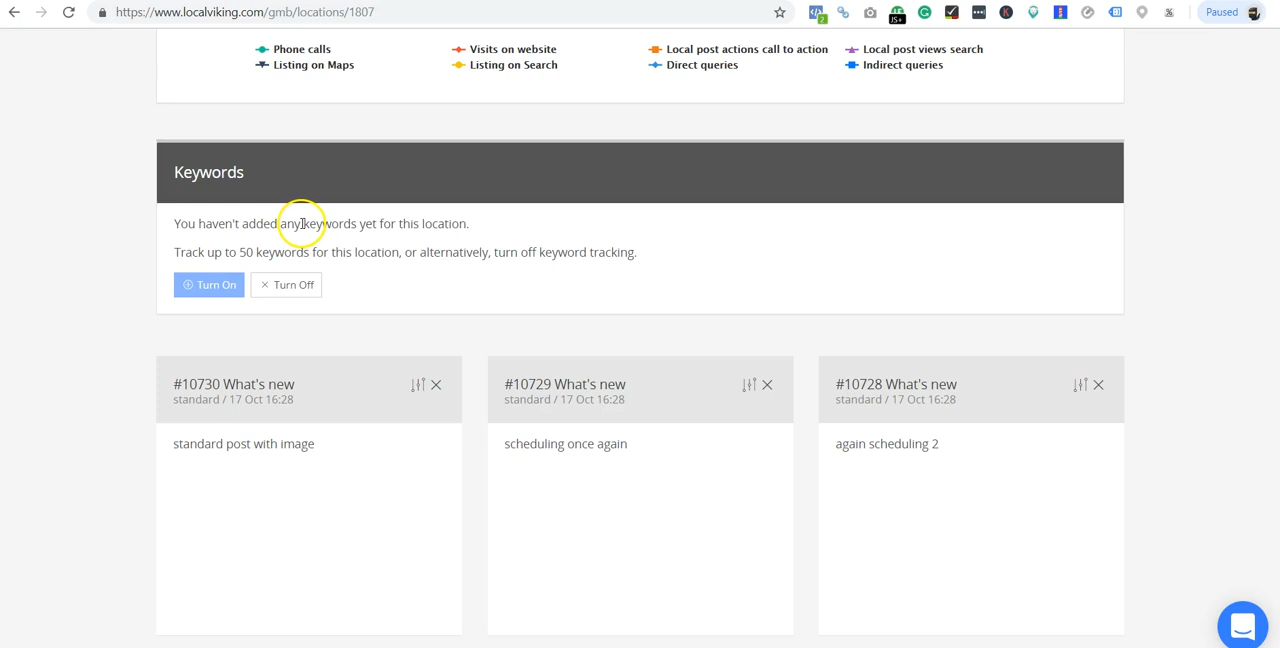 https://www.localviking.com/gmb/locations/1807
2
JS+
K
Paused
Phone calls
Visits on website
Local post actions call to action
Local post views search
Listing on Maps
Listing on Search
Direct queries
Indirect queries
Keywords
You haven't added any keywords yet for this location.
Track up to 50 keywords for this location, or alternatively, turn off keyword tracking.
Turn On
Turn Off
#10730 What's new
standard / 17 Oct 16:28
standard post with image
#10729 What's new
standard / 17 Oct 16:28
scheduling once again
#10728 What's new
standard / 17 Oct 16:28
again scheduling 2